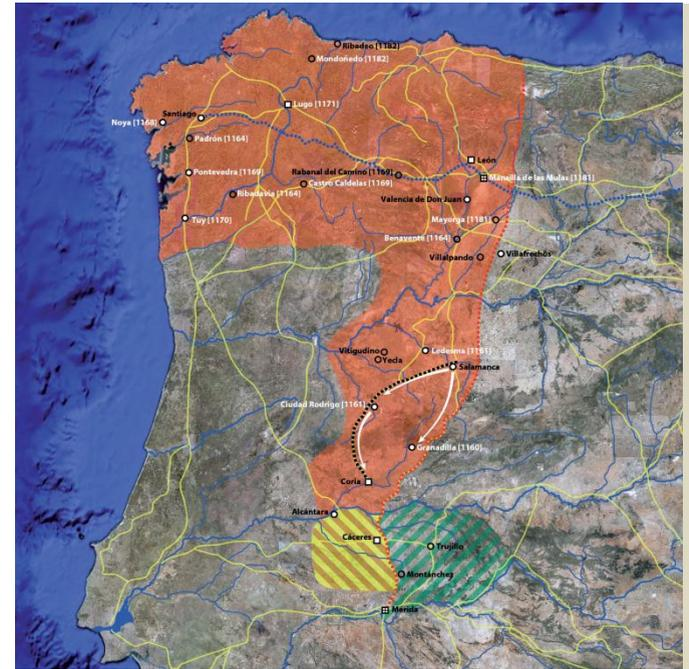 Ribadeo [1182]
Mondoñedo [1182]
Lugo [1171]
Santiago
Noya [1168]
Padrón [1164]
León
Rabanal del Camino [1169]
Mansilla de las Mulas [1181]
Pontevedra [1169]
Castro Caldelas [1169]
Ribadavia [1164]
Valencia de Don Juan
Tuy [1170]
Mayorga [1181]
Benavente [1164]
Villalpando
Villafrechós
Vitigudino
Yecla
Ledesma [1161]
Salamanca
Ciudad Rodrigo [1161]
Granadilla [1160]
Coria
Alcántara
Cáceres
Trujillo
Montánchez
Mérida